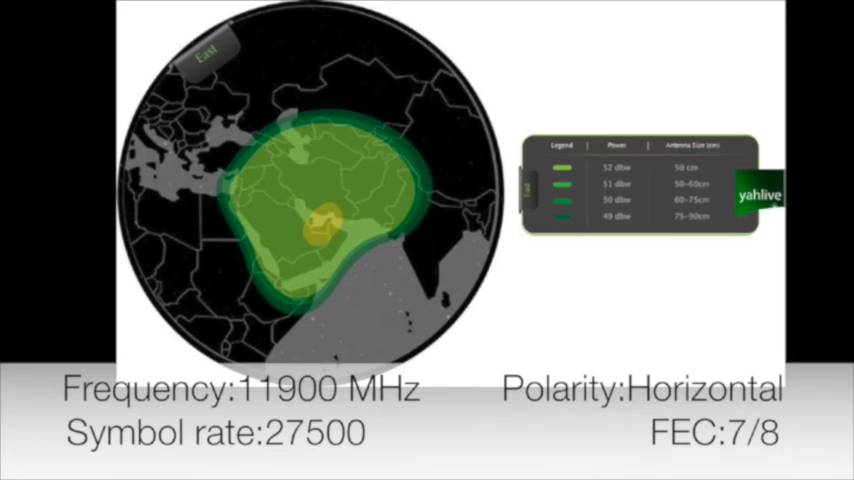 East
Legend | Power | Antenna Size (cm)
52 dbw 50 cm
51 dbw 50-60cm
50 dbw 60-75cm
49 dbw 75-90cm
East
yahlive
Frequency:11900 MHz Polarity:Horizontal
Symbol rate:27500 FEC:7/8